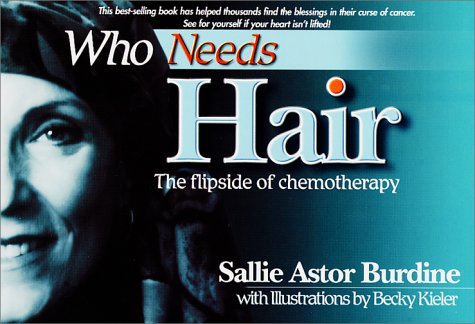 This best-selling book has helped thousands find the blessings in their curse of cancer.
See for yourself if your heart isn't lifted!
Who Needs
Hair
The flipside of chemotherapy
Sallie Astor Burdine
with Illustrations by Becky Kieler